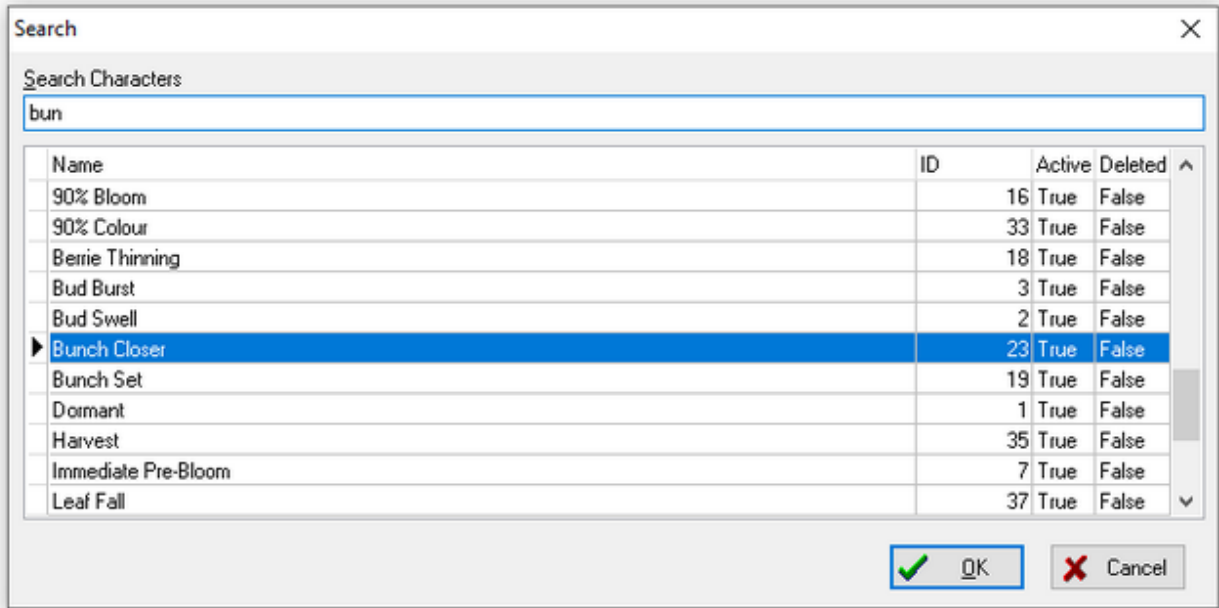 Search
Search Characters
bun
Name ID Active Deleted
90% Bloom 16 True False
90% Colour 33 True False
Berrie Thinning 18 True False
Bud Burst 3 True False
Bud Swell 2 True False
Bunch Closer 23 True False
Bunch Set 19 True False
Dormant 1 True False
Harvest 35 True False
Immediate Pre-Bloom 7 True False
Leaf Fall 37 True False
OK Cancel